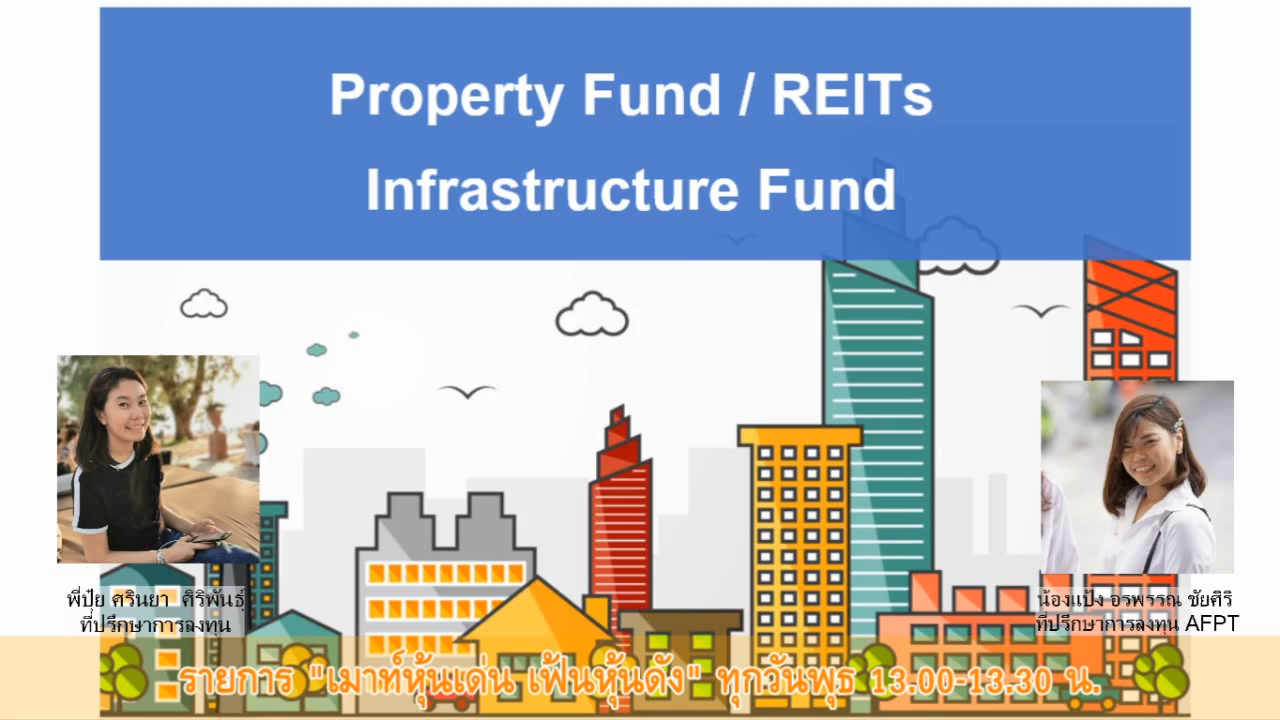 Property Fund / REITs
Infrastructure Fund
พี่ปุ๋ย ศรินยา ศิริพันธุ์
ที่ปรึกษาการลงทุน
น้องแป้ง อรพรรณ ชัยศิริ
ที่ปรึกษาการลงทุน AFPT
รายการ "เมาท์หุ้นเด่น เฟ้นหุ้นดัง" ทุกวันพุธ 13.00-13.30 น.